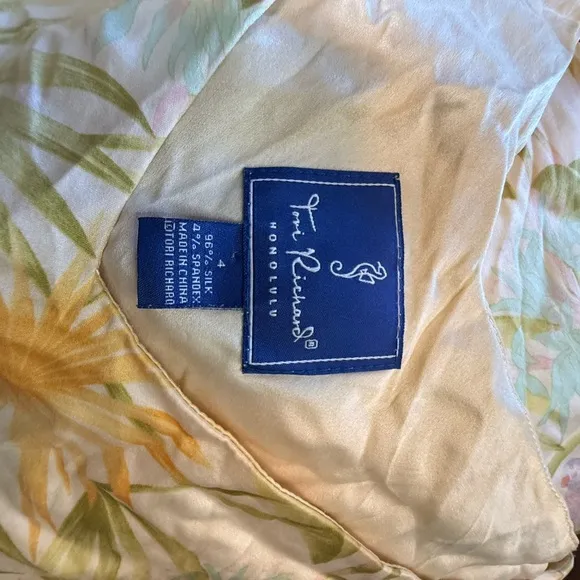 Tori Richard®
HONOLULU
4
96% SILK
4% SPANDEX
MADE IN CHINA
©TORI RICHARD